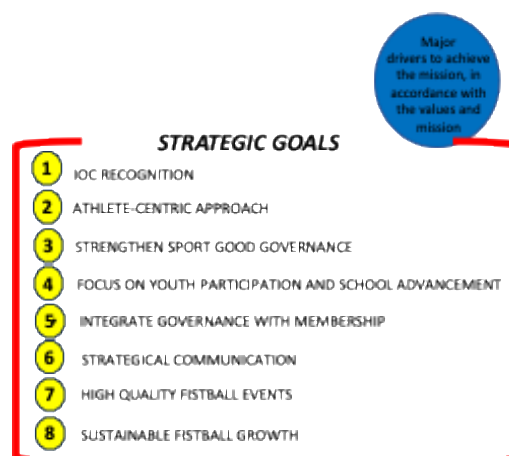 Major
drivers to achieve
the mission, in
accordance with
the values and
mission
STRATEGIC GOALS
1 IOC RECOGNITION
2 ATHLETE-CENTRIC APPROACH
3 STRENGTHEN SPORT GOOD GOVERNANCE
4 FOCUS ON YOUTH PARTICIPATION AND SCHOOL ADVANCEMENT
5 INTEGRATE GOVERNANCE WITH MEMBERSHIP
6 STRATEGICAL COMMUNICATION
7 HIGH QUALITY FISTBALL EVENTS
8 SUSTAINABLE FISTBALL GROWTH